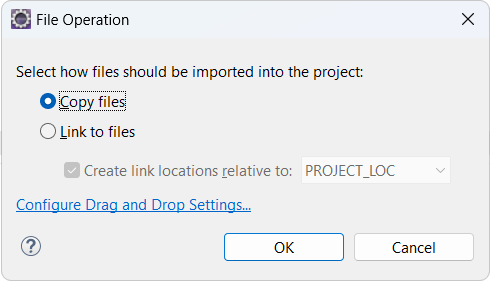 File Operation
Select how files should be imported into the project:
Copy files
Link to files
Create link locations relative to: PROJECT_LOC
Configure Drag and Drop Settings...
? OK Cancel